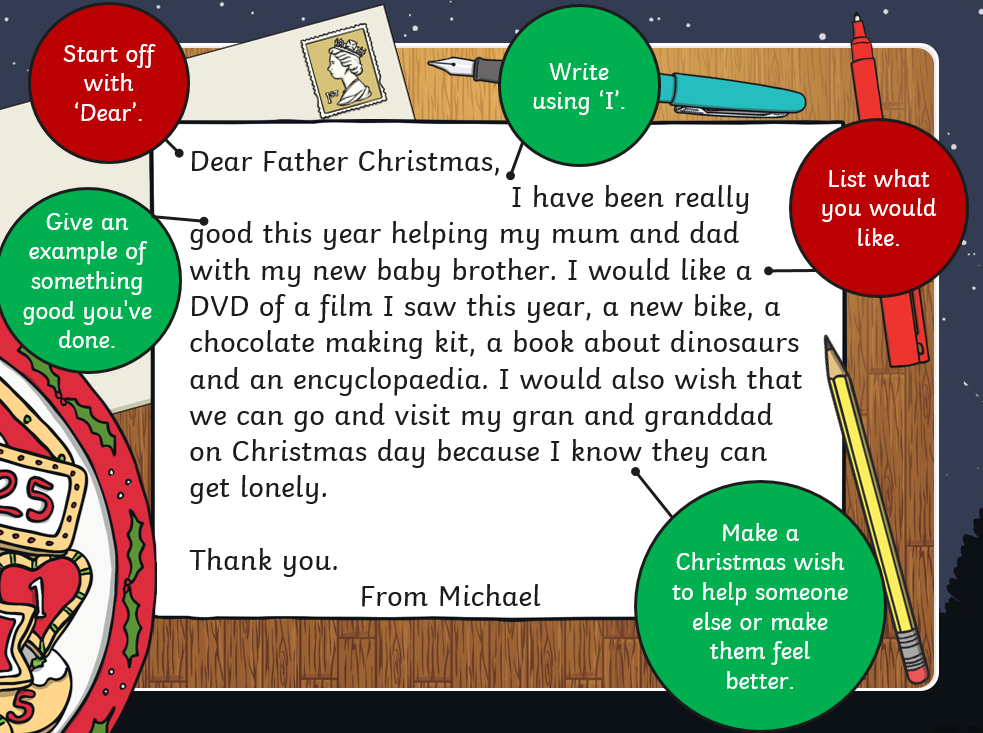 Start off
with
‘Dear’.
Write
using ‘I’.
List what
you would
like.
Give an
example of
something
good you've
done.
Dear Father Christmas,
I have been really
good this year helping my mum and dad
with my new baby brother. I would like a
DVD of a film I saw this year, a new bike, a
chocolate making kit, a book about dinosaurs
and an encyclopaedia. I would also wish that
we can go and visit my gran and granddad
on Christmas day because I know they can
get lonely.
Thank you.
From Michael
Make a
Christmas wish
to help someone
else or make
them feel
better.
1st
25
1
5